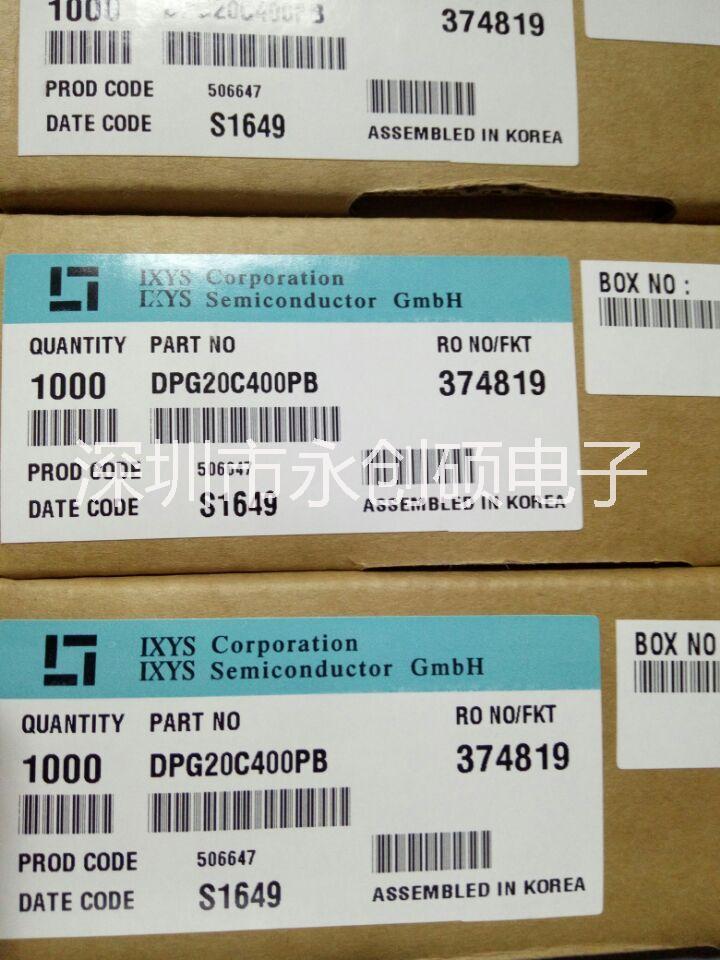 1000 DPG20C400PB 374819
PROD CODE 506647
DATE CODE S1649 ASSEMBLED IN KOREA
IXYS Corporation
IXYS Semiconductor GmbH
BOX NO :
QUANTITY PART NO RO NO/FKT
1000 DPG20C400PB 374819
PROD CODE 506647
深圳市永创硕电子
DATE CODE S1649 ASSEMBLED IN KOREA
IXYS Corporation
IXYS Semiconductor GmbH
BOX NO
QUANTITY PART NO RO NO/FKT
1000 DPG20C400PB 374819
PROD CODE 506647
DATE CODE S1649 ASSEMBLED IN KOREA